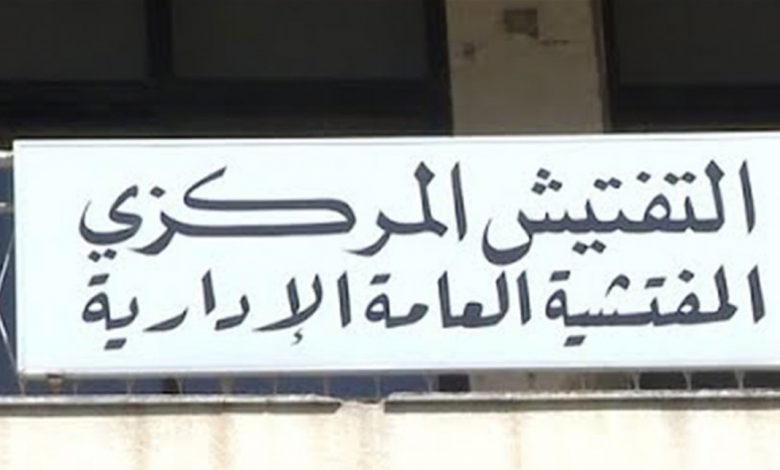 التفتيش المركزي
المفتشية العامة الإدارية